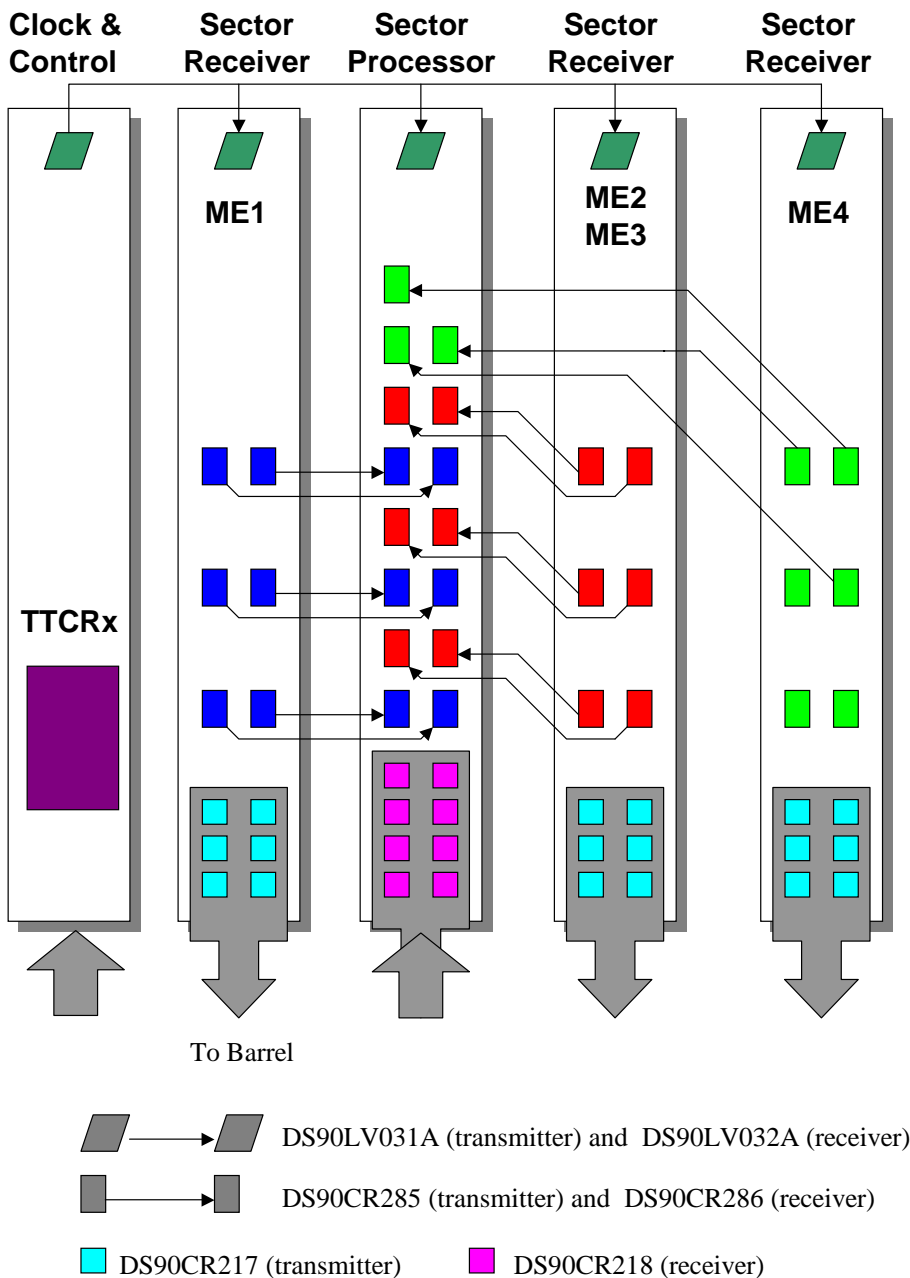 Clock &
Control
Sector
Receiver
Sector
Processor
Sector
Receiver
Sector
Receiver
ME1
ME2
ME3
ME4
TTCRx
To Barrel
DS90LV031A (transmitter) and DS90LV032A (receiver)
DS90CR285 (transmitter) and DS90CR286 (receiver)
DS90CR217 (transmitter)
DS90CR218 (receiver)